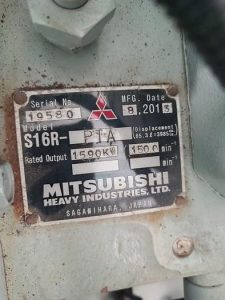 Serial No. MFG. Date
19580 8.2015
Model Displacement
S16R-PTA
Rated Output 1590KW 1500 min⁻¹
min⁻¹
MITSUBISHI
HEAVY INDUSTRIES, LTD.
SAGAMIHARA, JAPAN